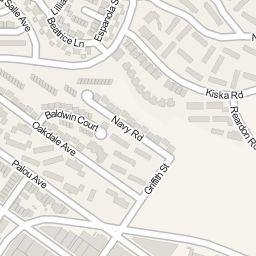 Salle Ave
Beatrice Ln
Espanola St
Kiska Rd
Reardon Rd
Navy Rd
Baldwin Court
Oakdale Ave
Griffith St
Palou Ave